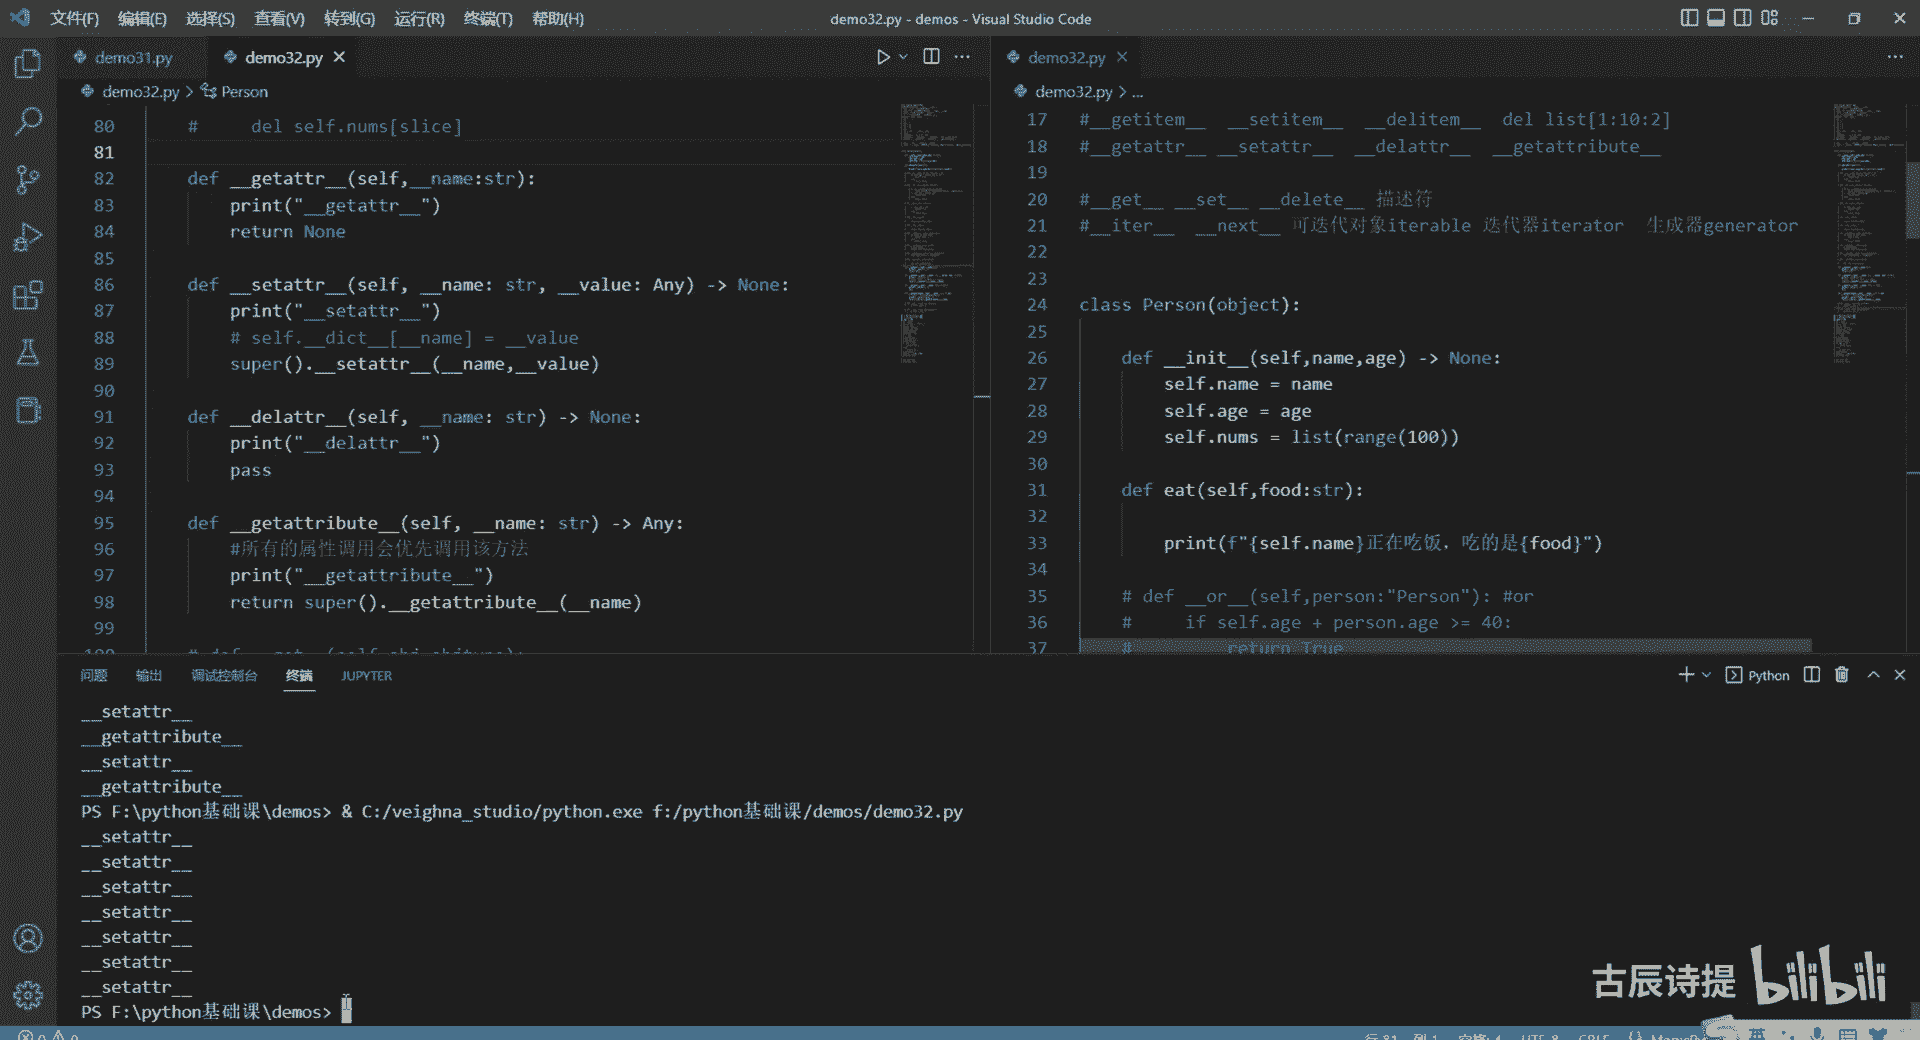 文件(F) 编辑(E) 选择(S) 查看(V) 转到(G) 运行(R) 终端(T) 帮助(H) demo32.py - demos - Visual Studio Code
demo31.py demo32.py
demo32.py > Person
80 # del self.nums[slice]
81
82 def __getattr__(self,__name:str):
83 print("__getattr__")
84 return None
85
86 def __setattr__(self, __name: str, __value: Any) -> None:
87 print("__setattr__")
88 # self.__dict__[__name] = __value
89 super().__setattr__(__name,__value)
90
91 def __delattr__(self, __name: str) -> None:
92 print("__delattr__")
93 pass
94
95 def __getattribute__(self, __name: str) -> Any:
96 #所有的属性调用会优先调用该方法
97 print("__getattribute__")
98 return super().__getattribute__(__name)
99
demo32.py
demo32.py > ...
17 #__getitem__ __setitem__ __delitem__ del list[1:10:2]
18 #__getattr__ __setattr__ __delattr__ __getattribute__
19
20 #__get__ __set__ __delete__ 描述符
21 #__iter__ __next__ 可迭代对象iterable 迭代器iterator 生成器generator
22
23
24 class Person(object):
25
26 def __init__(self,name,age) -> None:
27 self.name = name
28 self.age = age
29 self.nums = list(range(100))
30
31 def eat(self,food:str):
32
33 print(f"{self.name}正在吃饭，吃的是{food}")
34
35 # def __or__(self,person:"Person"): #or
36 # if self.age + person.age >= 40:
37 # return True
问题 输出 调试控制台 终端 JUPYTER Python
__setattr__
__getattribute__
__setattr__
__getattribute__
PS F:\python基础课\demos> & C:/veighna_studio/python.exe f:/python基础课/demos/demo32.py
__setattr__
__setattr__
__setattr__
__setattr__
__setattr__
__setattr__
__setattr__
PS F:\python基础课\demos>
古辰诗提 bilibili